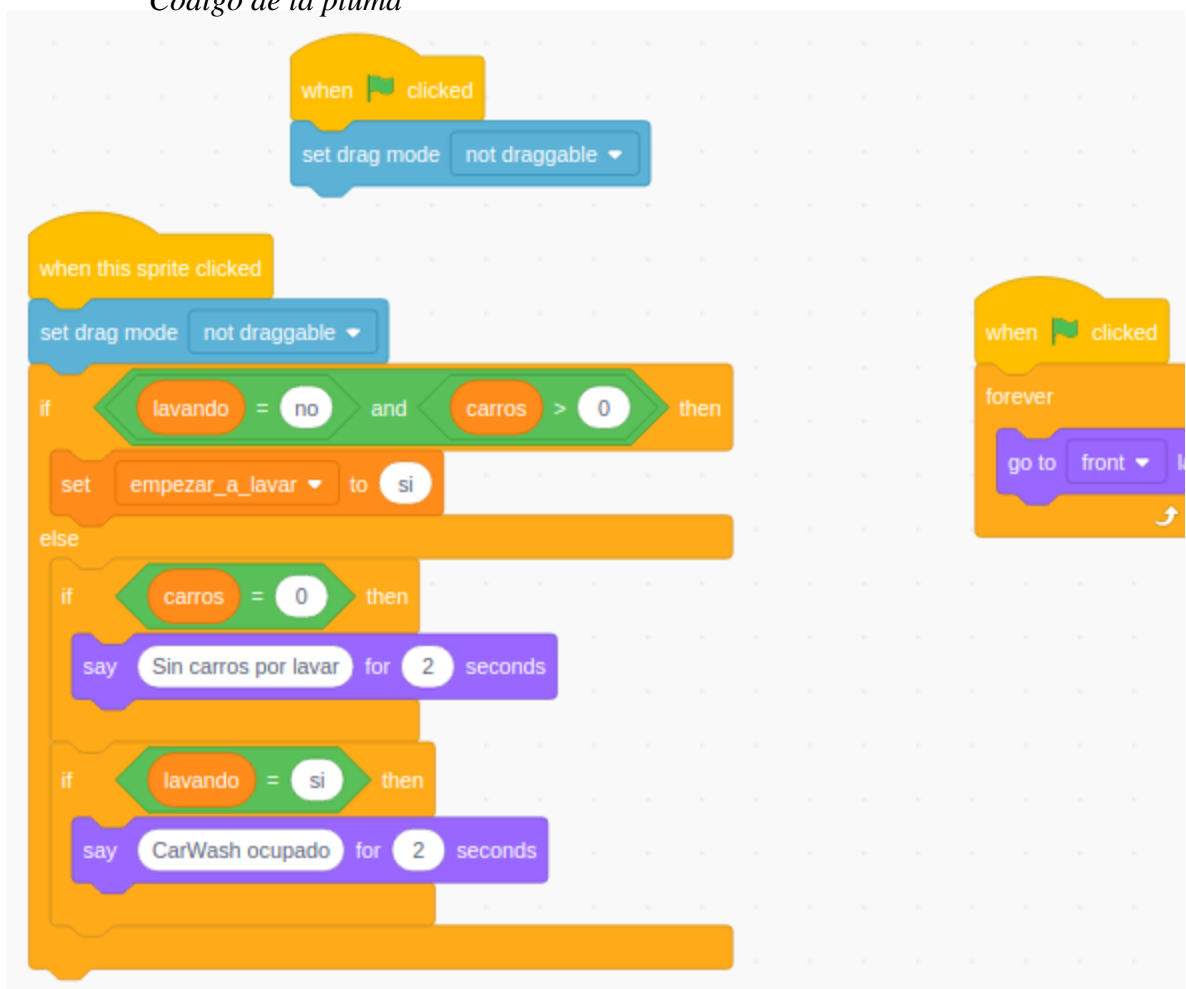 Código de la pluma
when clicked
set drag mode not draggable
when this sprite clicked
set drag mode not draggable
if lavando = no and carros > 0 then
set empezar_a_lavar to si
else
if carros = 0 then
say Sin carros por lavar for 2 seconds
if lavando = si then
say CarWash ocupado for 2 seconds
when clicked
forever
go to front